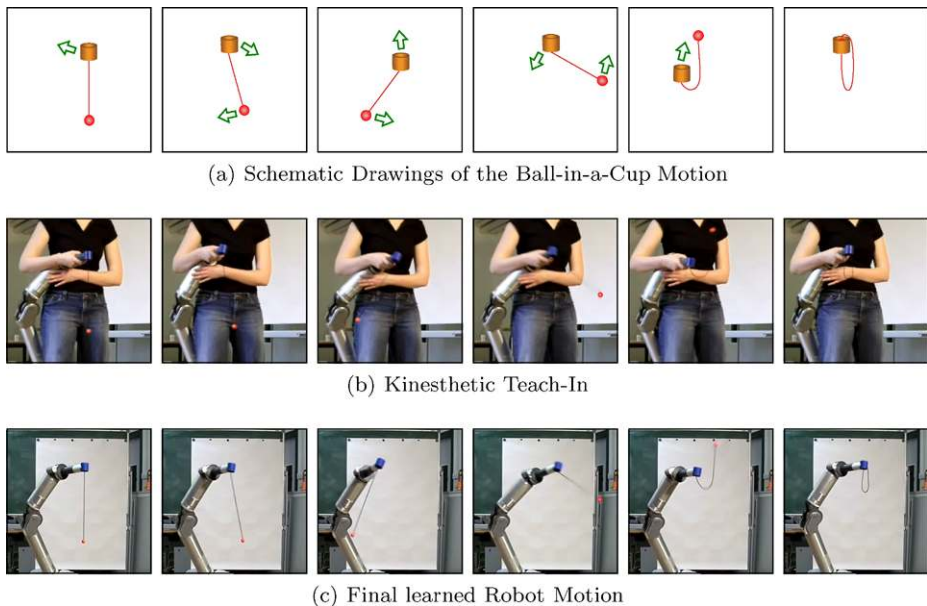 (a) Schematic Drawings of the Ball-in-a-Cup Motion
(b) Kinesthetic Teach-In
(c) Final learned Robot Motion